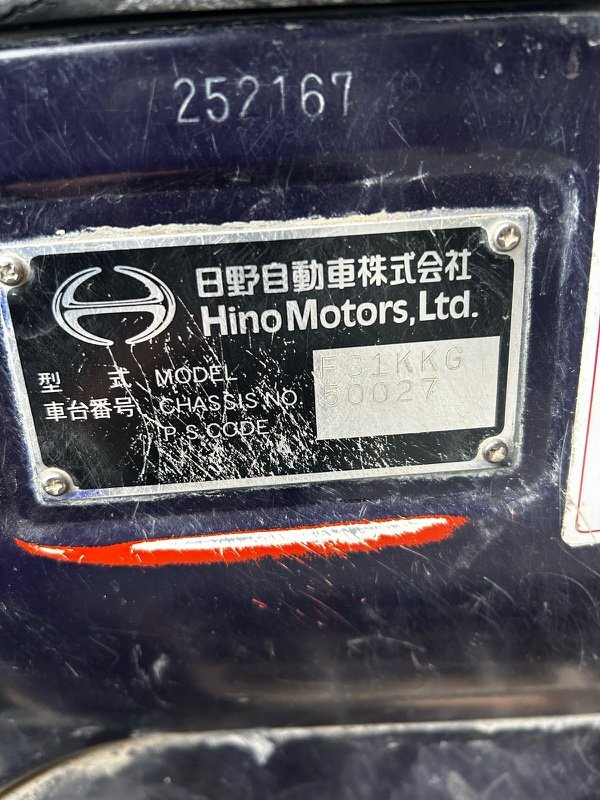 252167
日野自動車株式会社
Hino Motors, Ltd.
型 式 MODEL FS1KKG
車台番号 CHASSIS NO. 50027
P. S. CODE